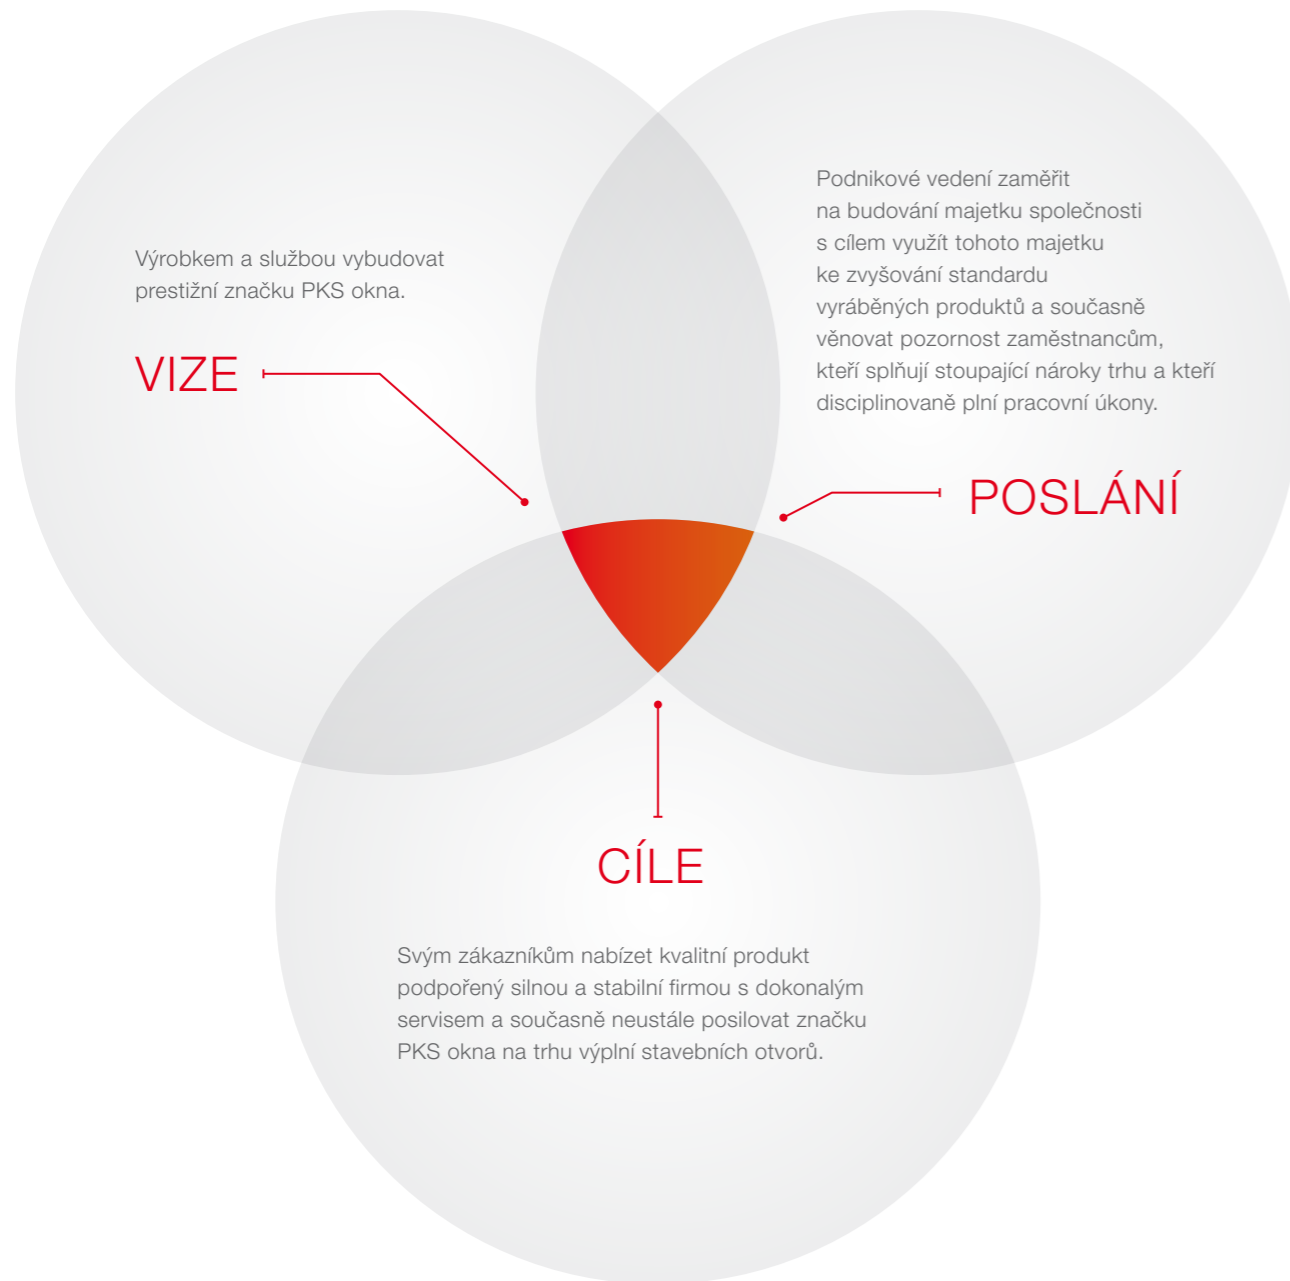 Výrobkem a službou vybudovat
prestižní značku PKS okna.
VIZE
Podnikové vedení zaměřit
na budování majetku společnosti
s cílem využít tohoto majetku
ke zvyšování standardu
vyráběných produktů a současně
věnovat pozornost zaměstnancům,
kteří splňují stoupající nároky trhu a kteří
disciplinovaně plní pracovní úkony.
POSLÁNÍ
CÍLE
Svým zákazníkům nabízet kvalitní produkt
podpořený silnou a stabilní firmou s dokonalým
servisem a současně neustále posilovat značku
PKS okna na trhu výplní stavebních otvorů.